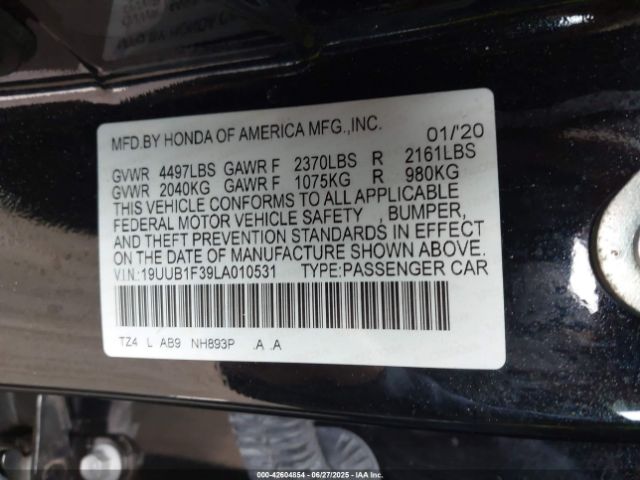 MFD.BY HONDA OF AMERICA MFG.,INC. 01/'20
GVWR 4497LBS GAWR F 2370LBS R 2161LBS
GVWR 2040KG GAWR F 1075KG R 980KG
THIS VEHICLE CONFORMS TO ALL APPLICABLE
FEDERAL MOTOR VEHICLE SAFETY , BUMPER,
AND THEFT PREVENTION STANDARDS IN EFFECT
ON THE DATE OF MANUFACTURE SHOWN ABOVE.
V.I.N:19UUB1F39LA010531 TYPE:PASSENGER CAR
TZ4 L AB9 NH893P .A .A
000-42604854 | 06/27/2025 | IAA Inc.